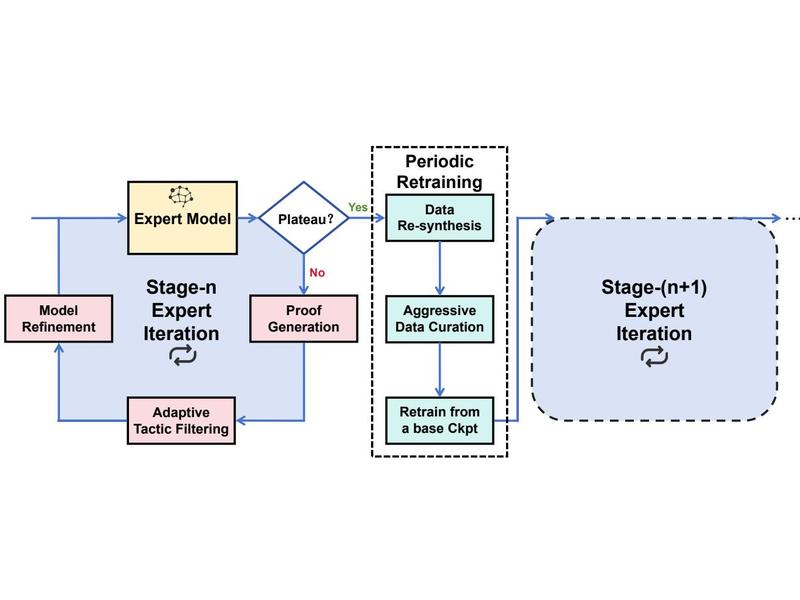 Periodic
Retraining
Expert Model
Plateau?
Yes
No
Data
Re-synthesis
Stage-n
Expert
Iteration
Model
Refinement
Proof
Generation
Aggressive
Data Curation
Adaptive
Tactic Filtering
Retrain from
a base Ckpt
Stage-(n+1)
Expert
Iteration
...